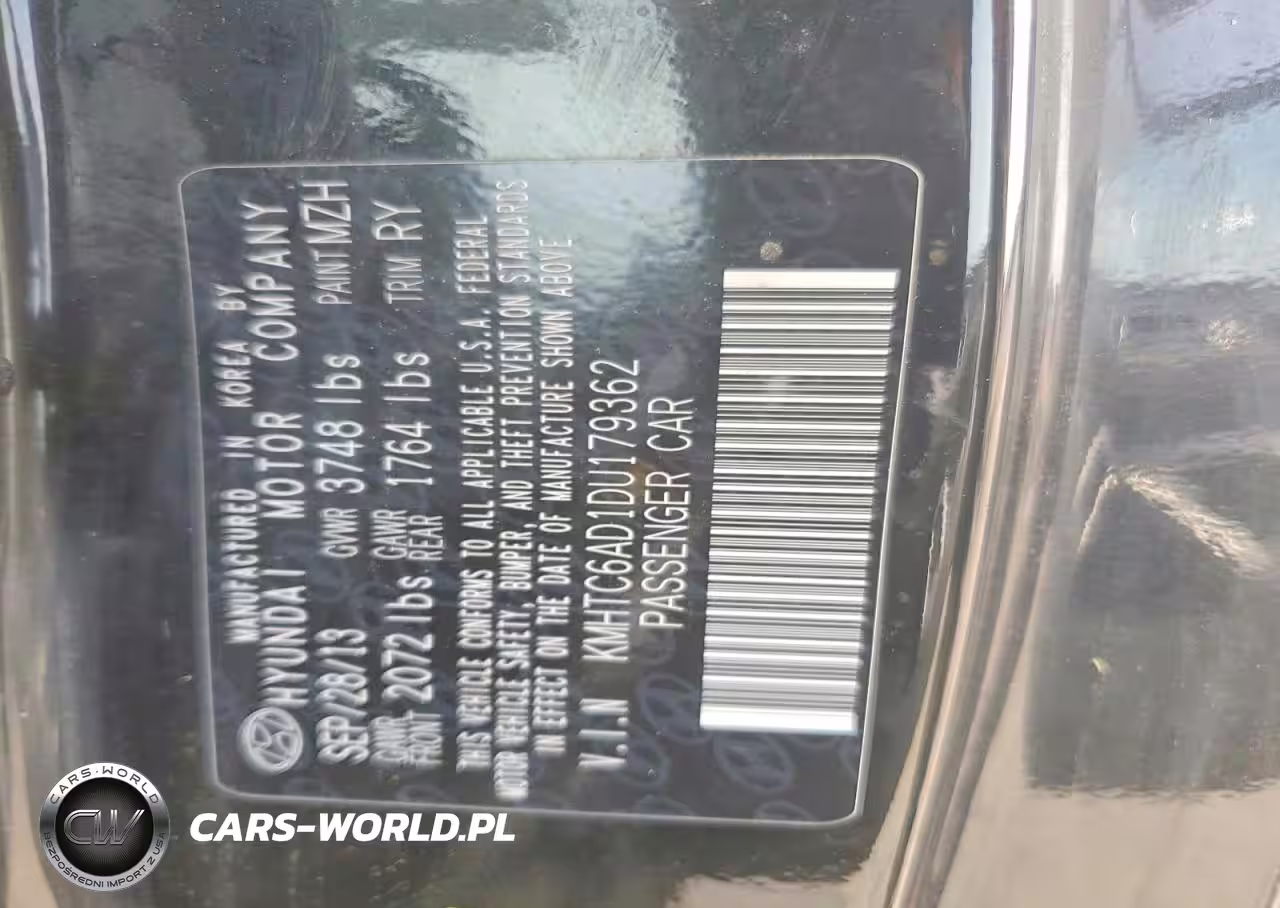 MANUFACTURED IN KOREA BY
HYUNDAI MOTOR COMPANY
SEP/28/13 GVWR 3748 lbs PAINT MZH
GAWR FRONT 2072 lbs GAWR REAR 1764 lbs TRIM RY
THIS VEHICLE CONFORMS TO ALL APPLICABLE U.S.A. FEDERAL
MOTOR VEHICLE SAFETY, BUMPER, AND THEFT PREVENTION STANDARDS
IN EFFECT ON THE DATE OF MANUFACTURE SHOWN ABOVE
V.I.N KMHTC6AD1DU179362
PASSENGER CAR
CARS-WORLD
CW
BEZPOŚREDNI IMPORT Z USA
CARS-WORLD.PL